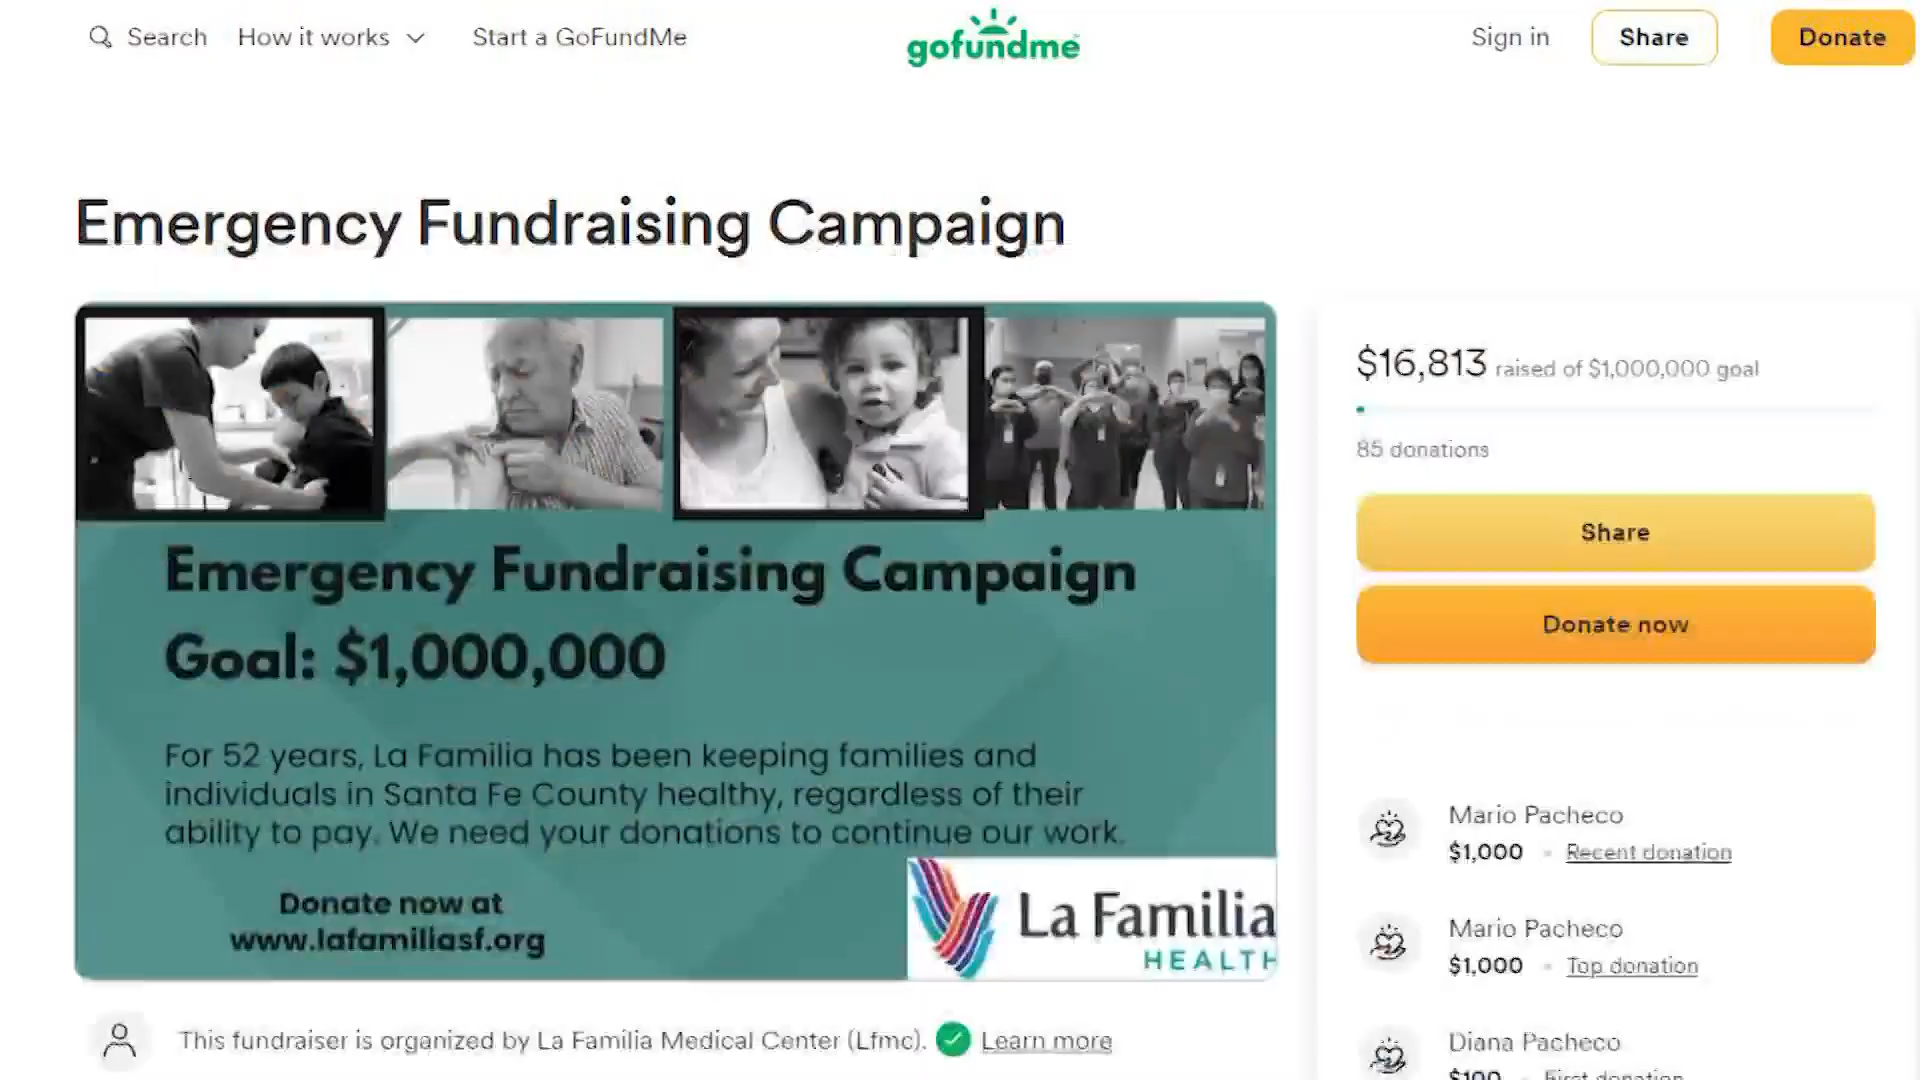 Search How it works Start a GoFundMe
gofundme
Sign in Share Donate
Emergency Fundraising Campaign
Emergency Fundraising Campaign
Goal: $1,000,000
For 52 years, La Familia has been keeping families and
individuals in Santa Fe County healthy, regardless of their
ability to pay. We need your donations to continue our work.
Donate now at
www.lafamiliasf.org
La Familia
HEALTH
This fundraiser is organized by La Familia Medical Center (Lfmc). Learn more
$16,813 raised of $1,000,000 goal
85 donations
Share
Donate now
Mario Pacheco
$1,000 • Recent donation
Mario Pacheco
$1,000 • Top donation
Diana Pacheco
$100 • First donation